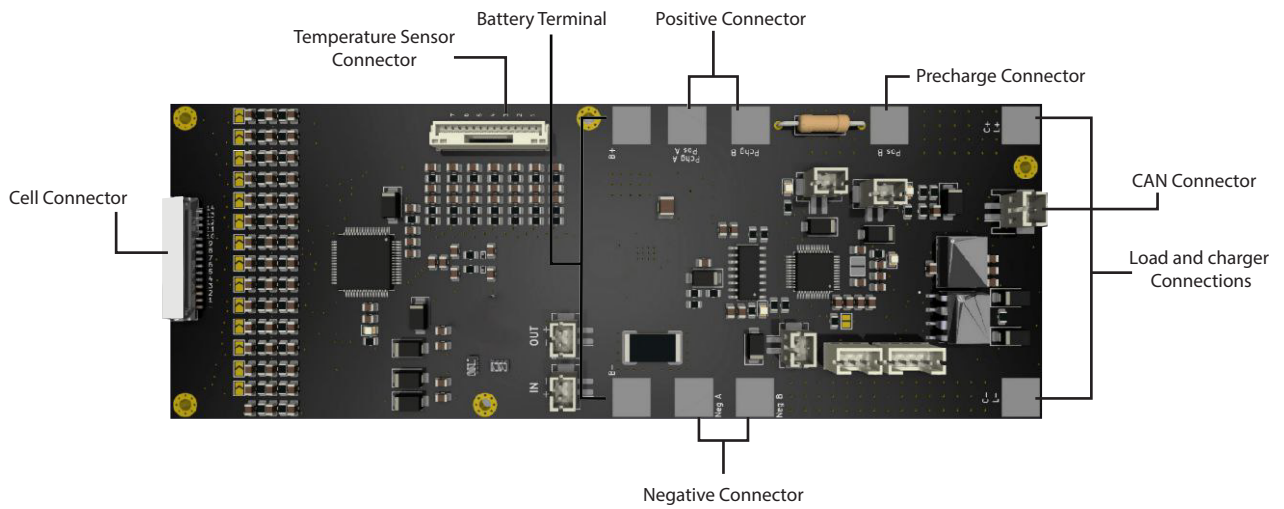 Battery Terminal
Positive Connector
Temperature Sensor
Connector
Precharge Connector
B+
Pchg A
Pos A
Pchg B
Pos B
C+
L+
Cell Connector
CAN Connector
Load and charger
Connections
OUT
+
IN
+
B-
Neg A
Neg B
C-
L-
Negative Connector